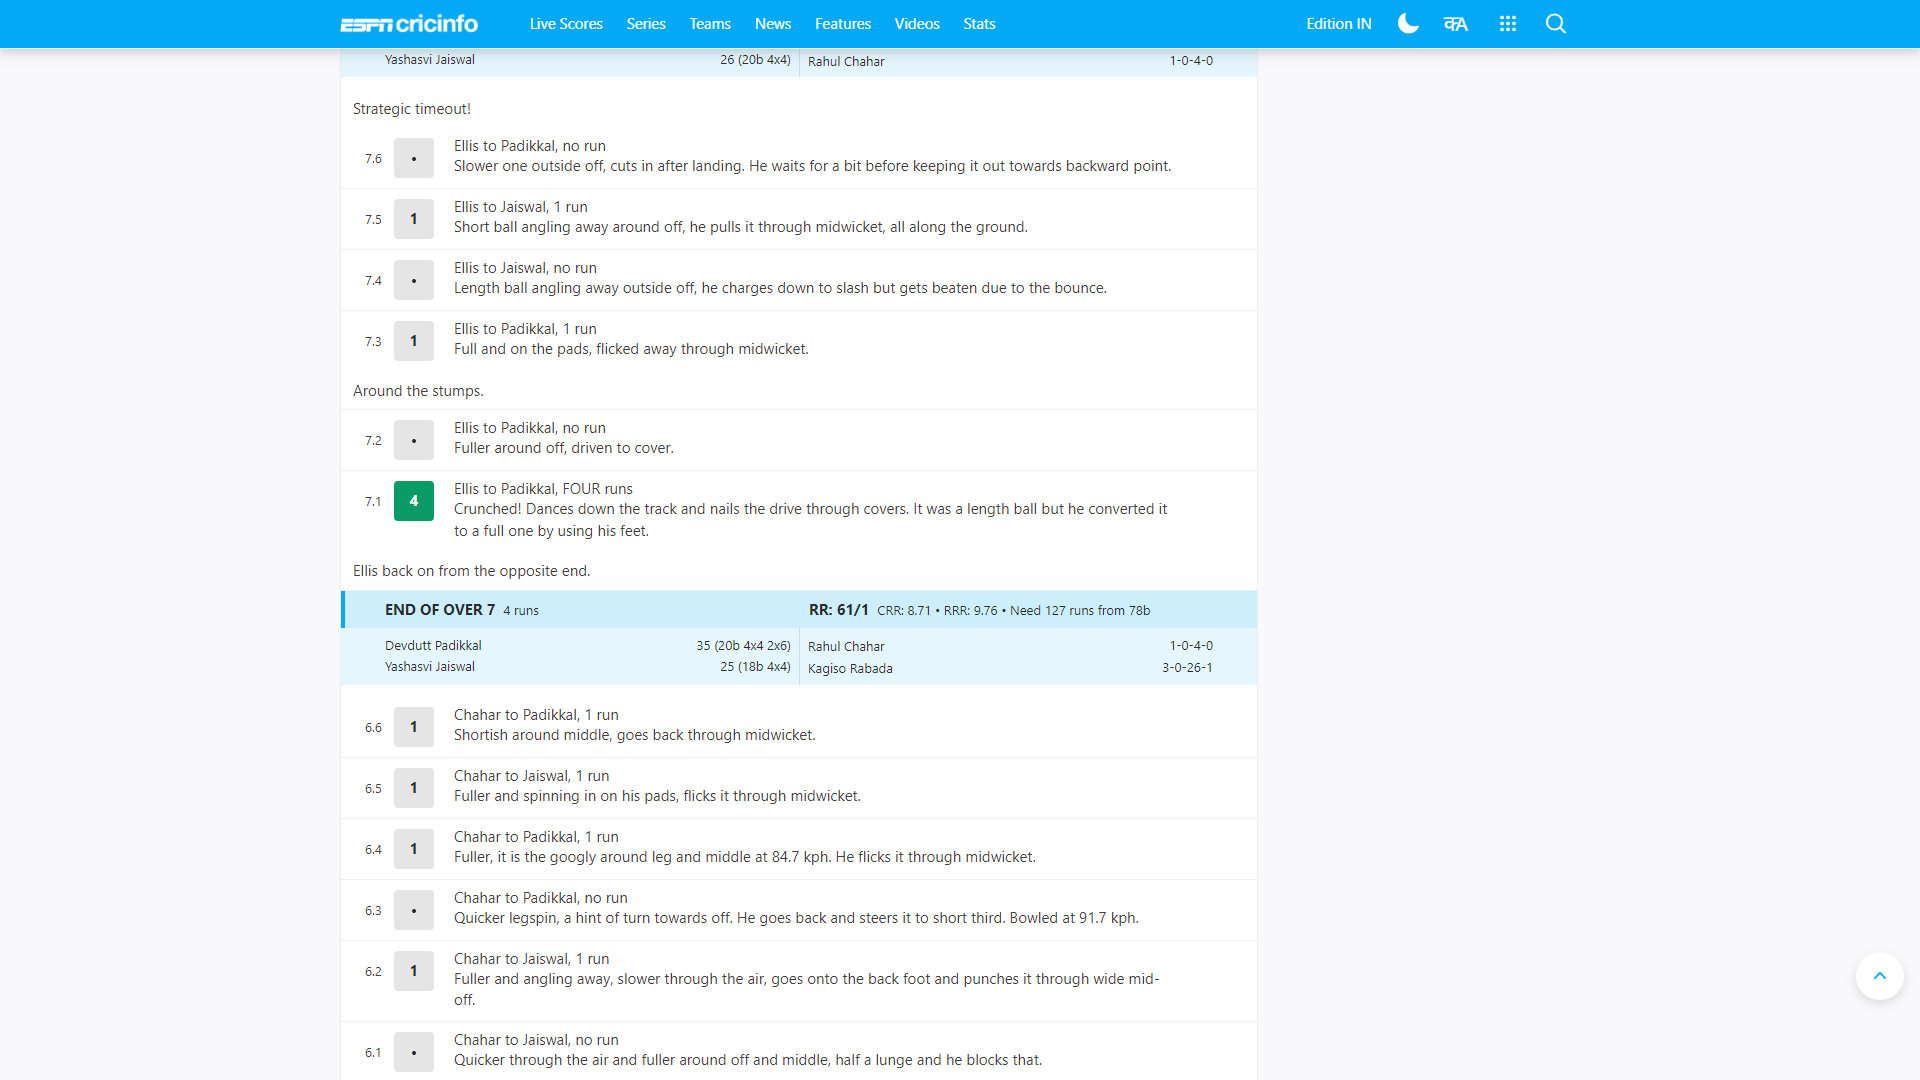 ESPN cricinfo Live Scores Series Teams News Features Videos Stats Edition IN
Yashasvi Jaiswal 26 (20b 4x4) Rahul Chahar 1-0-4-0
Strategic timeout!
Ellis to Padikkal, no run
7.6 • Slower one outside off, cuts in after landing. He waits for a bit before keeping it out towards backward point.
Ellis to Jaiswal, 1 run
7.5 1 Short ball angling away around off, he pulls it through midwicket, all along the ground.
Ellis to Jaiswal, no run
7.4 • Length ball angling away outside off, he charges down to slash but gets beaten due to the bounce.
Ellis to Padikkal, 1 run
7.3 1 Full and on the pads, flicked away through midwicket.
Around the stumps.
Ellis to Padikkal, no run
7.2 • Fuller around off, driven to cover.
Ellis to Padikkal, FOUR runs
7.1 4 Crunched! Dances down the track and nails the drive through covers. It was a length ball but he converted it
to a full one by using his feet.
Ellis back on from the opposite end.
END OF OVER 7 4 runs RR: 61/1 CRR: 8.71 • RRR: 9.76 • Need 127 runs from 78b
Devdutt Padikkal 35 (20b 4x4 2x6) Rahul Chahar 1-0-4-0
Yashasvi Jaiswal 25 (18b 4x4) Kagiso Rabada 3-0-26-1
Chahar to Padikkal, 1 run
6.6 1 Shortish around middle, goes back through midwicket.
Chahar to Jaiswal, 1 run
6.5 1 Fuller and spinning in on his pads, flicks it through midwicket.
Chahar to Padikkal, 1 run
6.4 1 Fuller, it is the googly around leg and middle at 84.7 kph. He flicks it through midwicket.
Chahar to Padikkal, no run
6.3 • Quicker legspin, a hint of turn towards off. He goes back and steers it to short third. Bowled at 91.7 kph.
Chahar to Jaiswal, 1 run
6.2 1 Fuller and angling away, slower through the air, goes onto the back foot and punches it through wide mid-
off.
Chahar to Jaiswal, no run
6.1 • Quicker through the air and fuller around off and middle, half a lunge and he blocks that.